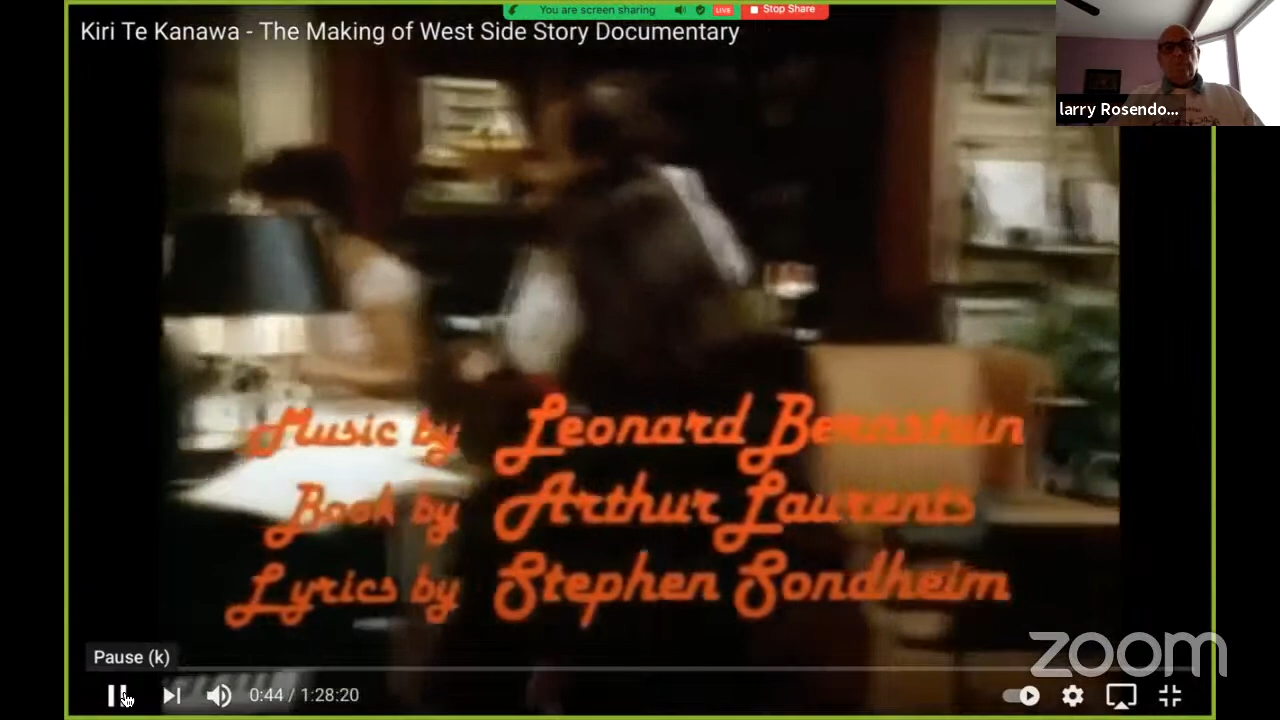 You are screen sharing LIVE Stop Share
Kiri Te Kanawa - The Making of West Side Story Documentary
larry Rosendo...
Music by Leonard Bernstein
Book by Arthur Laurents
Lyrics by Stephen Sondheim
zoom
Pause (k)
0:44 / 1:28:20